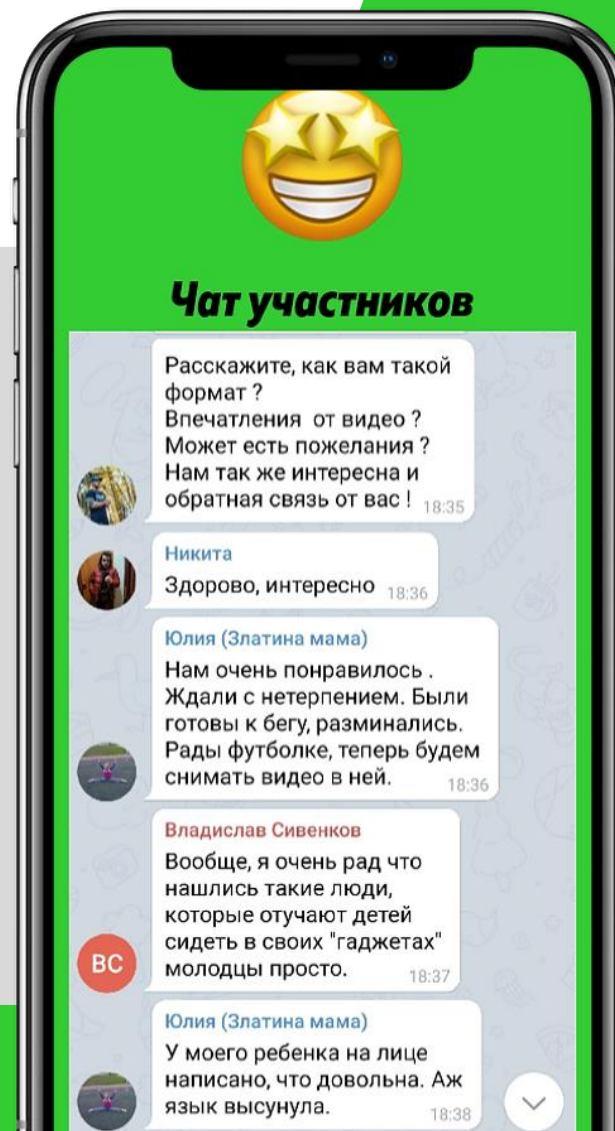 Чат участников
Расскажите, как вам такой
формат ?
Впечатления от видео ?
Может есть пожелания ?
Нам так же интересна и
обратная связь от вас ! 18:35
Никита
Здорово, интересно 18:36
Юлия (Златина мама)
Нам очень понравилось .
Ждали с нетерпением. Были
готовы к бегу, разминались.
Рады футболке, теперь будем
снимать видео в ней. 18:36
Владислав Сивенков
Вообще, я очень рад что
нашлись такие люди,
которые отучают детей
сидеть в своих "гаджетах"
ВС молодцы просто. 18:37
Юлия (Златина мама)
У моего ребенка на лице
написано, что довольна. Аж
язык высунула. 18:38